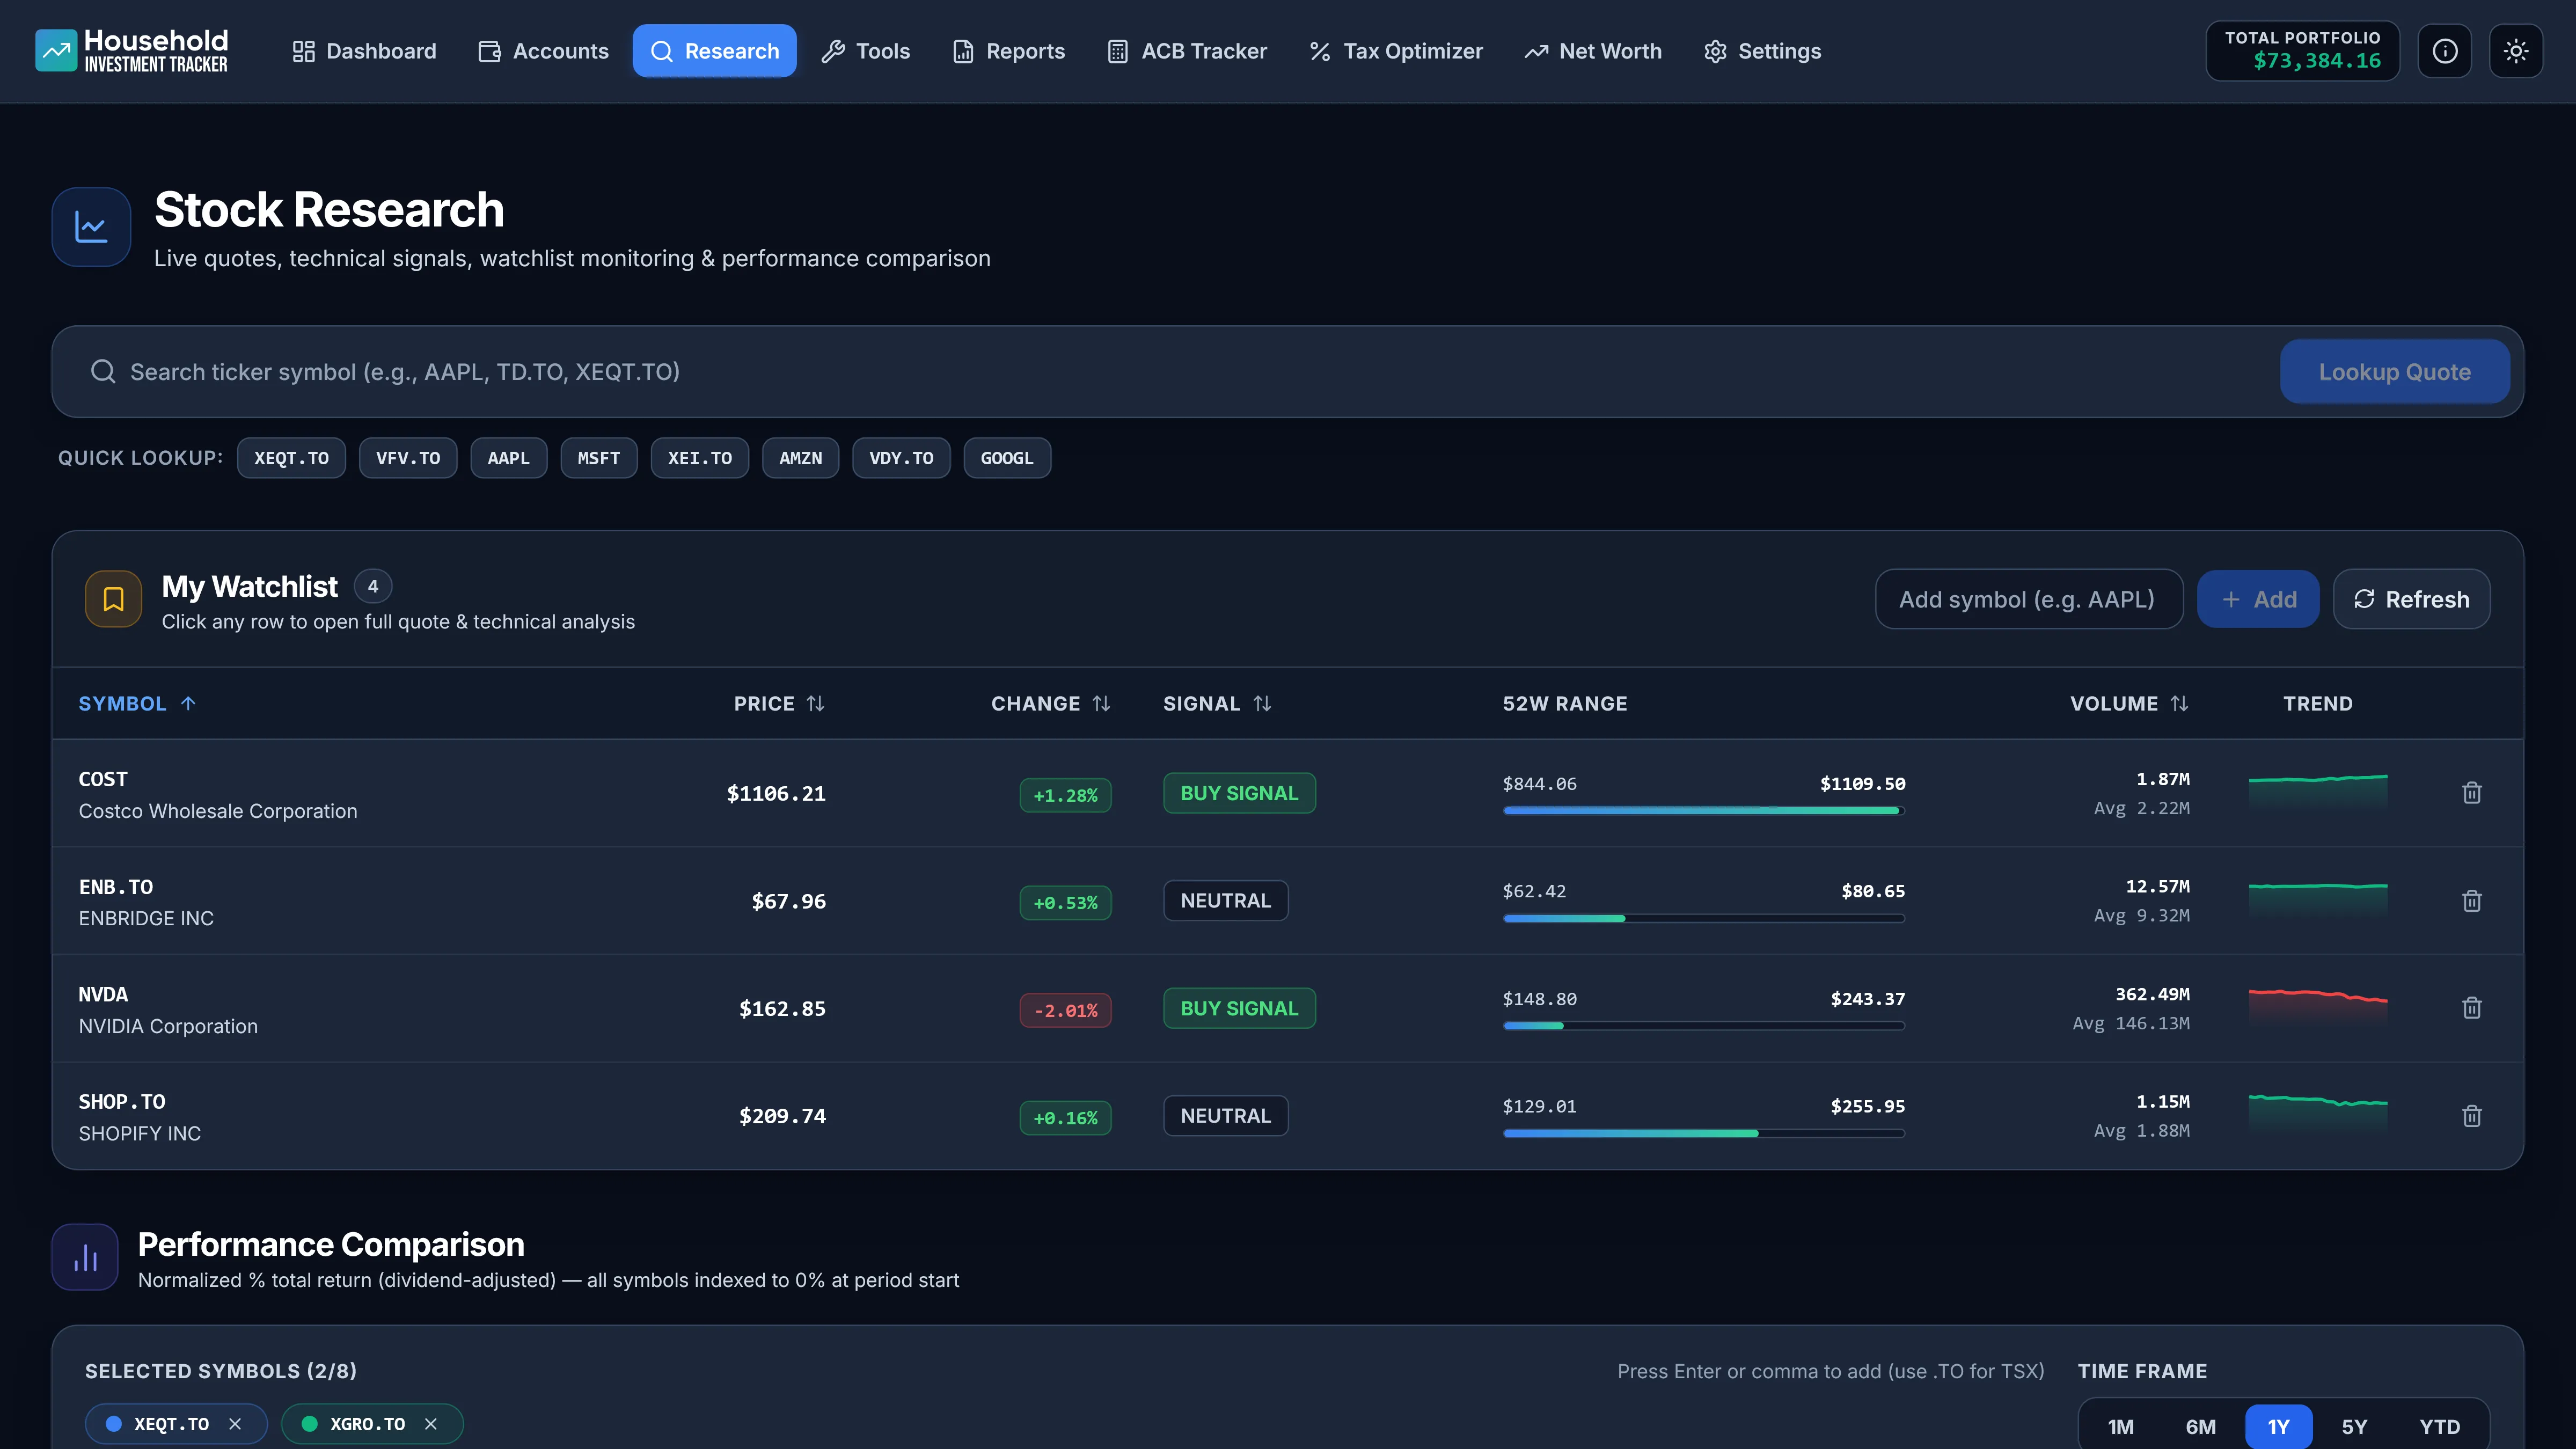 Household
INVESTMENT TRACKER
Dashboard
Accounts
Research
Tools
Reports
ACB Tracker
Tax Optimizer
Net Worth
Settings
TOTAL PORTFOLIO
$73,384.16
Stock Research
Live quotes, technical signals, watchlist monitoring & performance comparison
Search ticker symbol (e.g., AAPL, TD.TO, XEQT.TO)
Lookup Quote
QUICK LOOKUP: XEQT.TO VFV.TO AAPL MSFT XEI.TO AMZN VDY.TO GOOGL
My Watchlist 4
Click any row to open full quote & technical analysis
Add symbol (e.g. AAPL)
Add
Refresh
SYMBOL PRICE CHANGE SIGNAL 52W RANGE VOLUME TREND
COST
Costco Wholesale Corporation
$1106.21
+1.28%
BUY SIGNAL
$844.06 $1109.50
1.87M
Avg 2.22M
ENB.TO
ENBRIDGE INC
$67.96
+0.53%
NEUTRAL
$62.42 $80.65
12.57M
Avg 9.32M
NVDA
NVIDIA Corporation
$162.85
-2.01%
BUY SIGNAL
$148.80 $243.37
362.49M
Avg 146.13M
SHOP.TO
SHOPIFY INC
$209.74
+0.16%
NEUTRAL
$129.01 $255.95
1.15M
Avg 1.88M
Performance Comparison
Normalized % total return (dividend-adjusted) — all symbols indexed to 0% at period start
SELECTED SYMBOLS (2/8)
Press Enter or comma to add (use .TO for TSX)
TIME FRAME
XEQT.TO XGRO.TO
1M 6M 1Y 5Y YTD